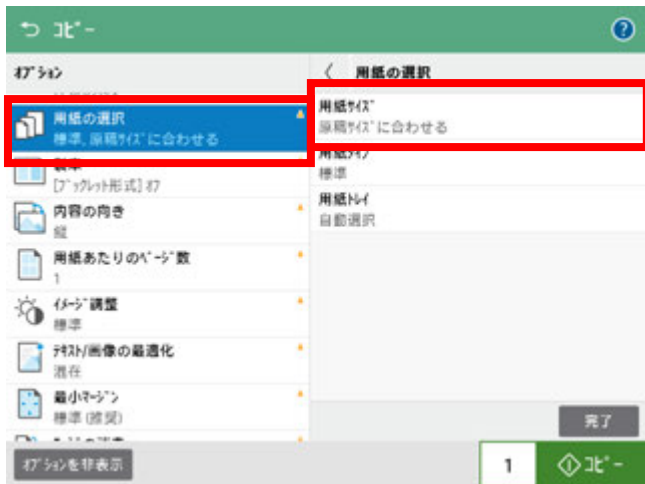 コピー
オプション
用紙の選択
標準, 原稿サイズに合わせる
[ブックレット形式] オフ
内容の向き
縦
用紙あたりのページ数
1
イメージ調整
標準
テキスト/画像の最適化
混在
最小マージン
標準 (推奨)
オプションを非表示
用紙の選択
用紙サイズ
原稿サイズに合わせる
用紙タイプ
標準
用紙トレイ
自動選択
完了
1
コピー